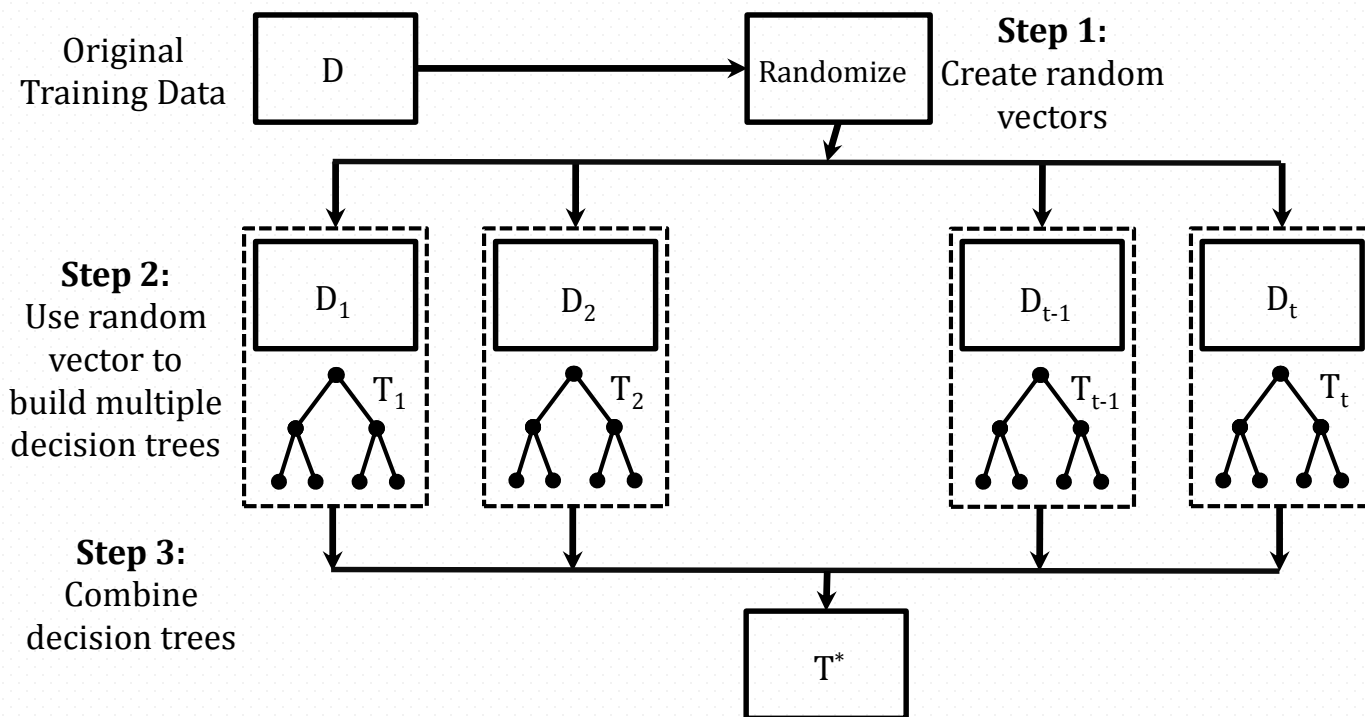 Original
Training Data
D
Randomize
Step 1:
Create random
vectors
Step 2:
Use random
vector to
build multiple
decision trees
D₁
D₂
Dₜ₋₁
Dₜ
T₁
T₂
Tₜ₋₁
Tₜ
Step 3:
Combine
decision trees
T*